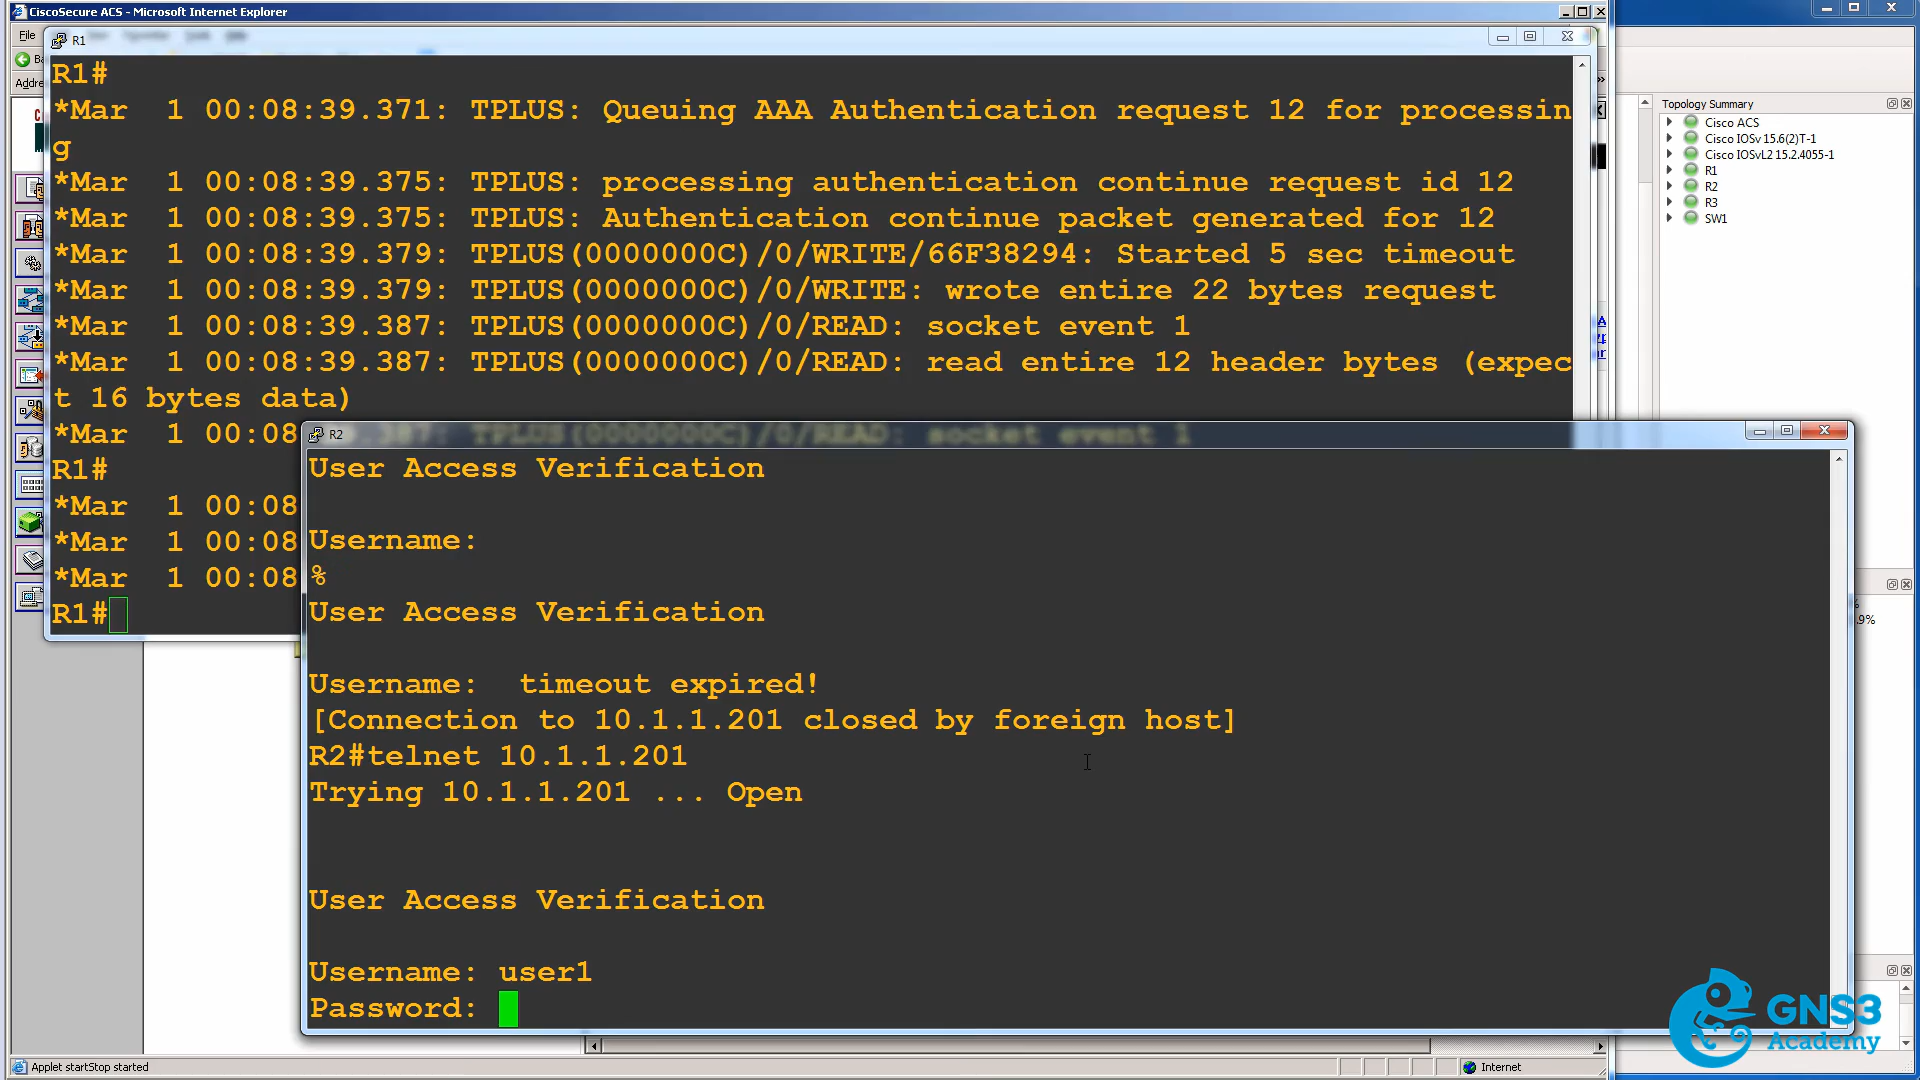 CiscoSecure ACS - Microsoft Internet Explorer
File
R1
Addre
R1#
*Mar  1 00:08:39.371: TPLUS: Queuing AAA Authentication request 12 for processin
g
*Mar  1 00:08:39.375: TPLUS: processing authentication continue request id 12
*Mar  1 00:08:39.375: TPLUS: Authentication continue packet generated for 12
*Mar  1 00:08:39.379: TPLUS(0000000C)/0/WRITE/66F38294: Started 5 sec timeout
*Mar  1 00:08:39.379: TPLUS(0000000C)/0/WRITE: wrote entire 22 bytes request
*Mar  1 00:08:39.387: TPLUS(0000000C)/0/READ: socket event 1
*Mar  1 00:08:39.387: TPLUS(0000000C)/0/READ: read entire 12 header bytes (expec
t 16 bytes data)
*Mar  1 00:08
R1#
*Mar  1 00:08
*Mar  1 00:08
*Mar  1 00:08
R1#
R2
User Access Verification
Username:
%
User Access Verification
Username:  timeout expired!
[Connection to 10.1.1.201 closed by foreign host]
R2#telnet 10.1.1.201
Trying 10.1.1.201 ... Open
User Access Verification
Username: user1
Password:
Topology Summary
Cisco ACS
Cisco IOSv 15.6(2)T-1
Cisco IOSvL2 15.2.4055-1
R1
R2
R3
SW1
.9%
Applet startStop started
Internet
GNS3
Academy